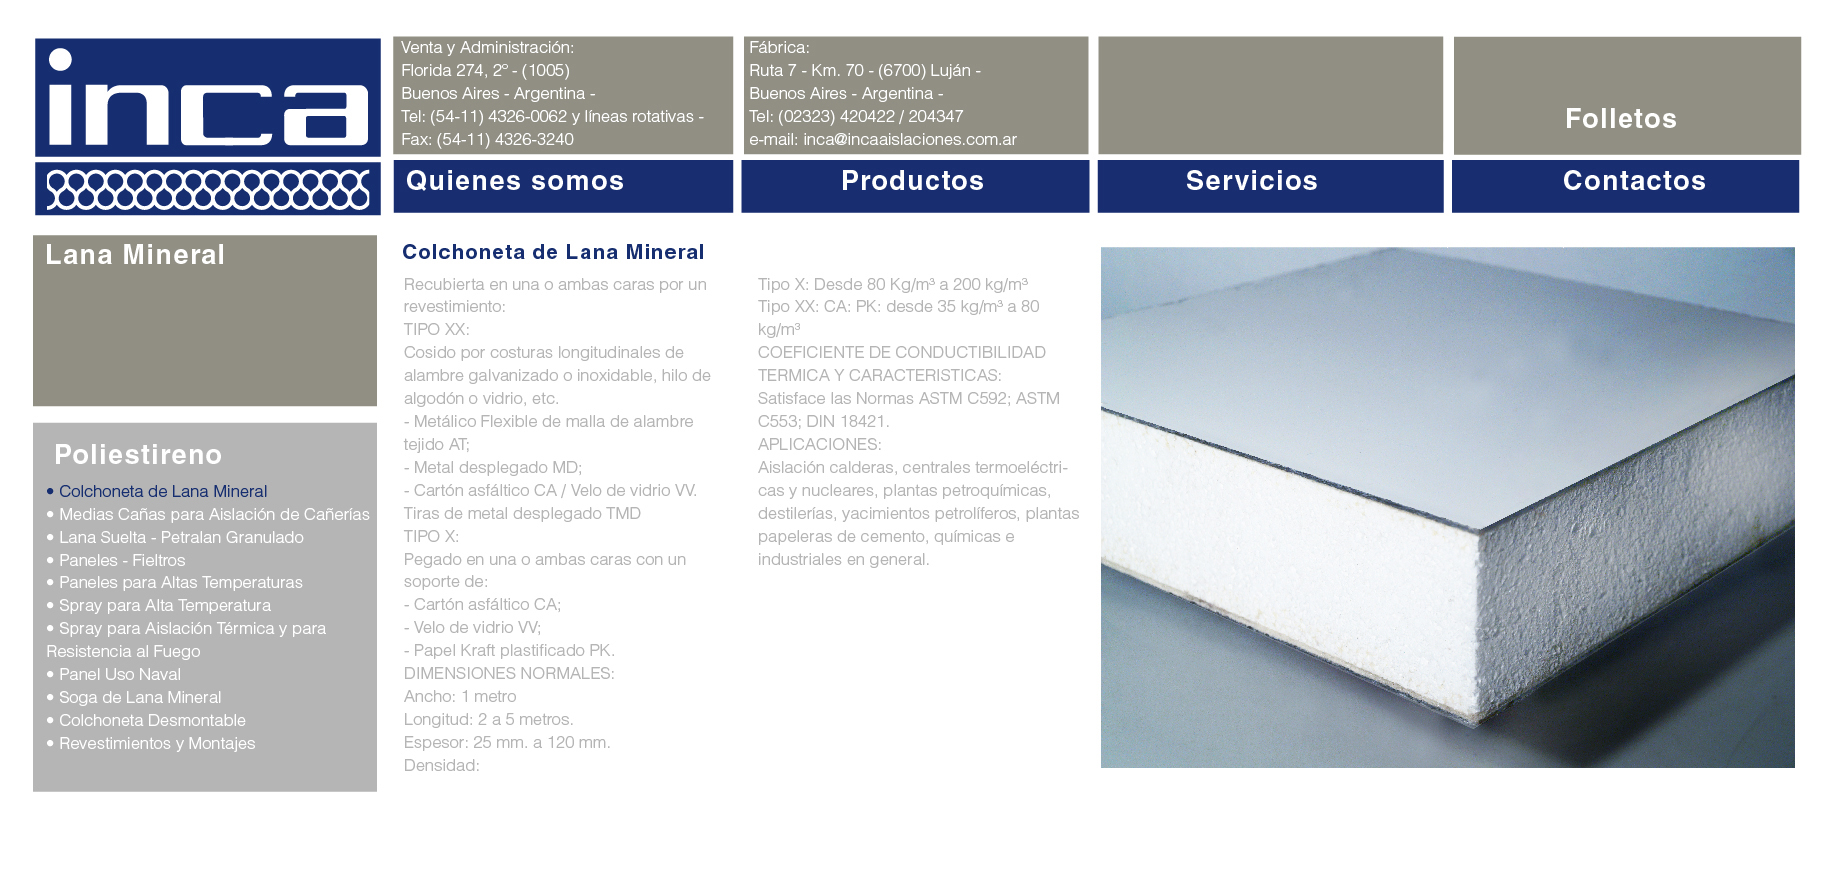 inca
Venta y Administración:
Florida 274, 2º - (1005)
Buenos Aires - Argentina -
Tel: (54-11) 4326-0062 y líneas rotativas -
Fax: (54-11) 4326-3240
Fábrica:
Ruta 7 - Km. 70 - (6700) Luján -
Buenos Aires - Argentina -
Tel: (02323) 420422 / 204347
e-mail: inca@incaaislaciones.com.ar
Folletos
Quienes somos
Productos
Servicios
Contactos
Lana Mineral
Poliestireno
• Colchoneta de Lana Mineral
• Medias Cañas para Aislación de Cañerías
• Lana Suelta - Petralan Granulado
• Paneles - Fieltros
• Paneles para Altas Temperaturas
• Spray para Alta Temperatura
• Spray para Aislación Térmica y para
Resistencia al Fuego
• Panel Uso Naval
• Soga de Lana Mineral
• Colchoneta Desmontable
• Revestimientos y Montajes
Colchoneta de Lana Mineral
Recubierta en una o ambas caras por un
revestimiento:
TIPO XX:
Cosido por costuras longitudinales de
alambre galvanizado o inoxidable, hilo de
algodón o vidrio, etc.
- Metálico Flexible de malla de alambre
tejido AT;
- Metal desplegado MD;
- Cartón asfáltico CA / Velo de vidrio VV.
Tiras de metal desplegado TMD
TIPO X:
Pegado en una o ambas caras con un
soporte de:
- Cartón asfáltico CA;
- Velo de vidrio VV;
- Papel Kraft plastificado PK.
DIMENSIONES NORMALES:
Ancho: 1 metro
Longitud: 2 a 5 metros.
Espesor: 25 mm. a 120 mm.
Densidad:
Tipo X: Desde 80 Kg/m³ a 200 kg/m³
Tipo XX: CA: PK: desde 35 kg/m³ a 80
kg/m³
COEFICIENTE DE CONDUCTIBILIDAD
TERMICA Y CARACTERISTICAS:
Satisface las Normas ASTM C592; ASTM
C553; DIN 18421.
APLICACIONES:
Aislación calderas, centrales termoeléctri-
cas y nucleares, plantas petroquímicas,
destilerías, yacimientos petrolíferos, plantas
papeleras de cemento, químicas e
industriales en general.